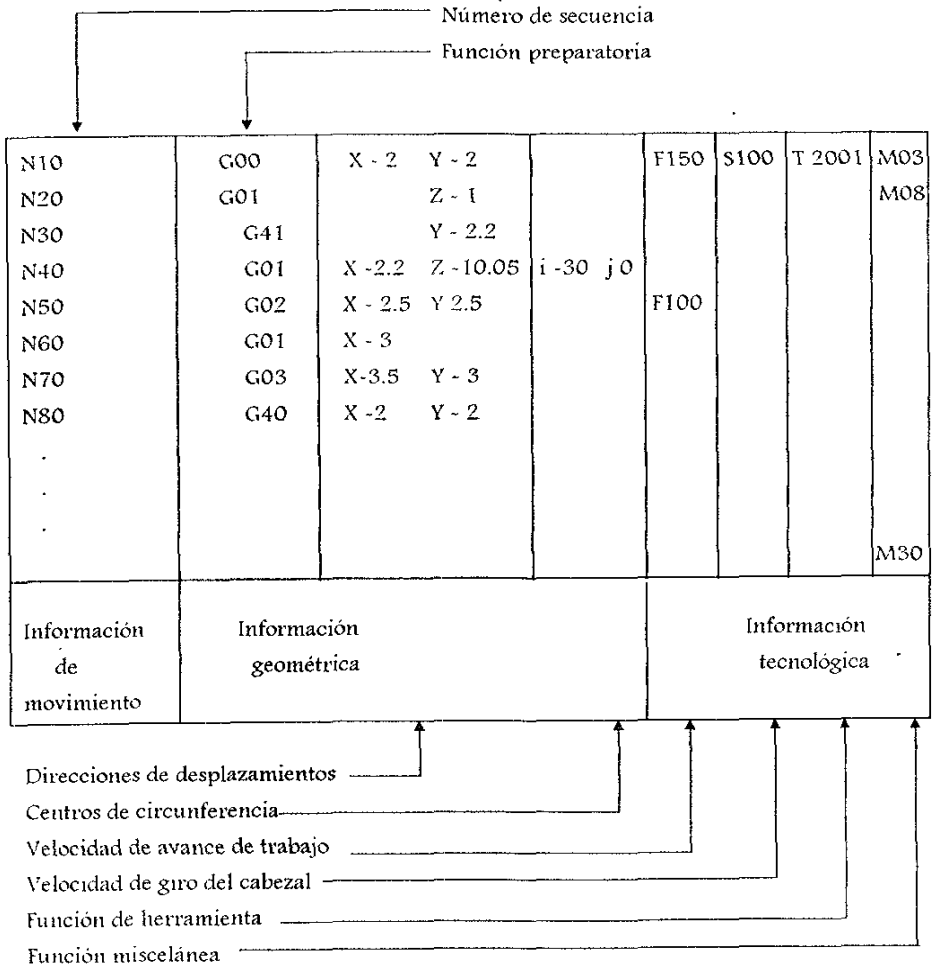 Número de secuencia
Función preparatoria
N10 G00 X - 2 Y - 2 F150 S100 T 2001 M03
N20 G01 Z - 1 M08
N30 G41 Y - 2.2
N40 G01 X -2.2 Z -10.05 i -30 j 0
N50 G02 X - 2.5 Y 2.5 F100
N60 G01 X - 3
N70 G03 X-3.5 Y - 3
N80 G40 X -2 Y - 2
.
.
.
M30
Información de movimiento
Información geométrica
Información tecnológica
Direcciones de desplazamientos
Centros de circunferencia
Velocidad de avance de trabajo
Velocidad de giro del cabezal
Función de herramienta
Función miscelánea